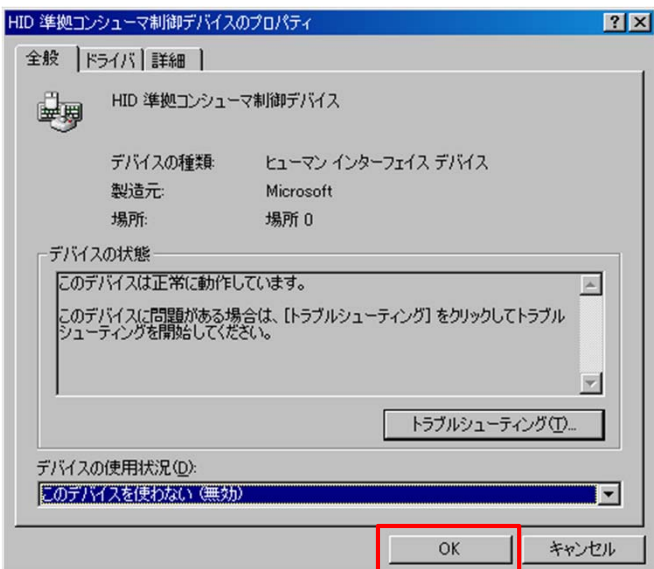 HID 準拠コンシューマ制御デバイスのプロパティ
全般
ドライバ
詳細
HID 準拠コンシューマ制御デバイス
デバイスの種類: ヒューマン インターフェイス デバイス
製造元: Microsoft
場所: 場所 0
デバイスの状態
このデバイスは正常に動作しています。
このデバイスに問題がある場合は、[トラブルシューティング] をクリックしてトラブル
シューティングを開始してください。
トラブルシューティング(T)...
デバイスの使用状況(D):
このデバイスを使わない (無効)
OK
キャンセル